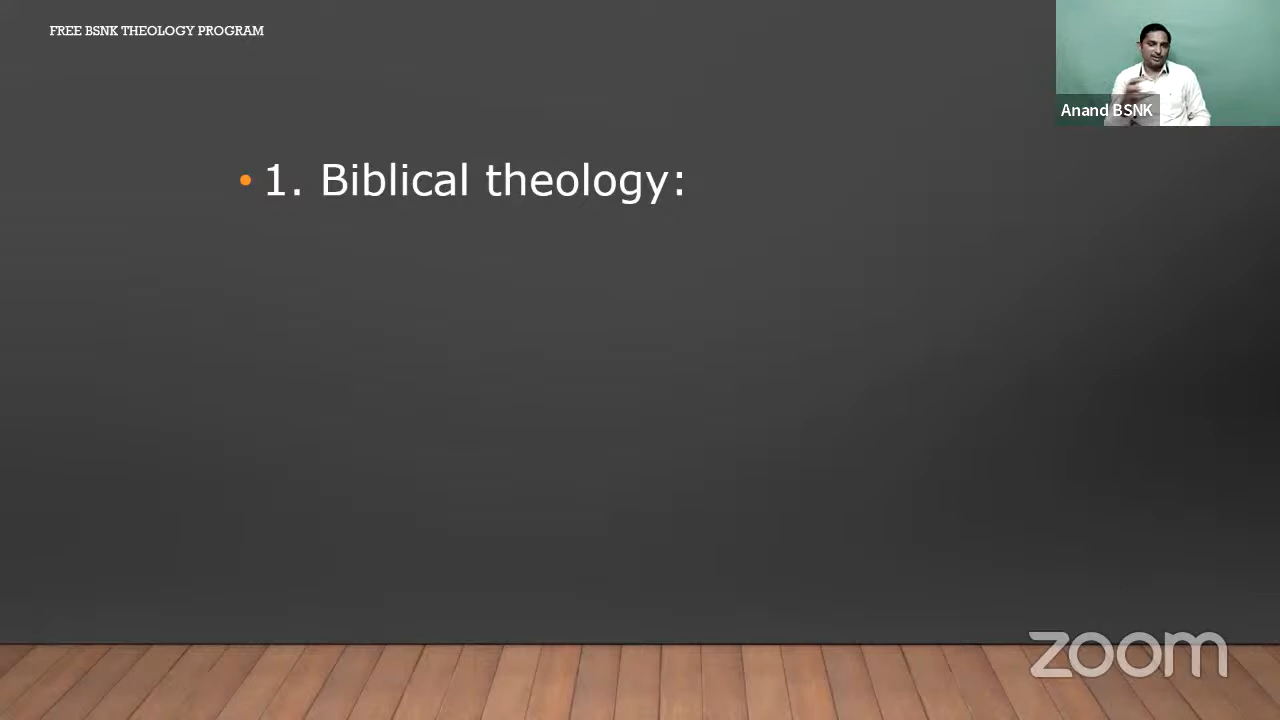 FREE BSNK THEOLOGY PROGRAM
Anand BSNK
• 1. Biblical theology:
zoom